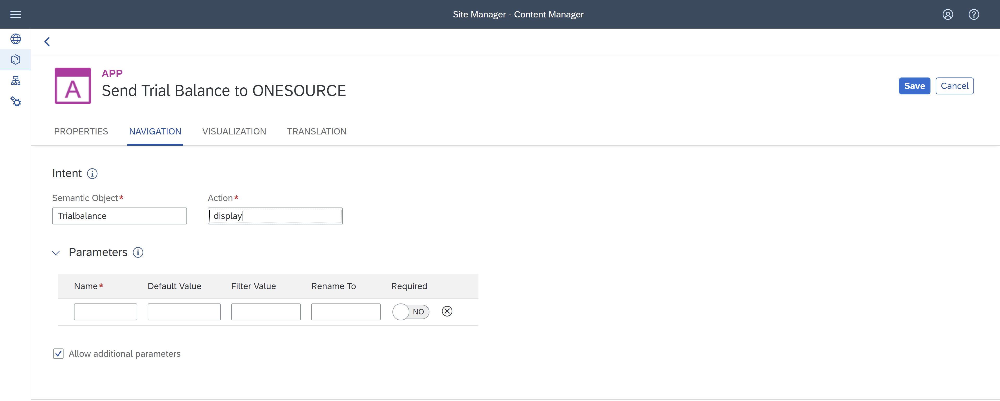 Site Manager - Content Manager
APP
A
Send Trial Balance to ONESOURCE
Save Cancel
PROPERTIES NAVIGATION VISUALIZATION TRANSLATION
Intent
Semantic Object* Action*
Trialbalance display
Parameters
Name* Default Value Filter Value Rename To Required
NO
Allow additional parameters